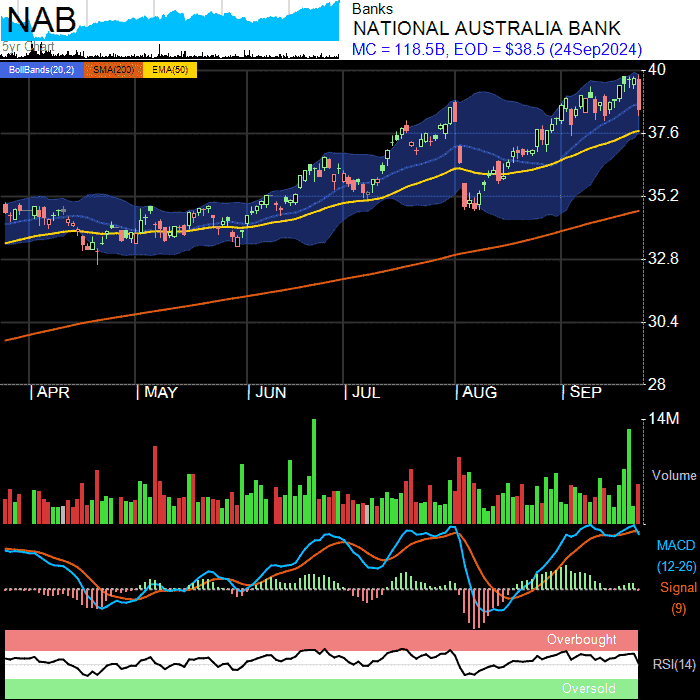 NAB
5yr Chart
Banks
NATIONAL AUSTRALIA BANK
MC = 118.5B, EOD = $38.5 (24Sep2024)
BollBands(20,2) SMA(200) EMA(50)
40
37.6
35.2
32.8
30.4
28
APR MAY JUN JUL AUG SEP
14M
Volume
MACD
(12-26)
Signal
(9)
Overbought
RSI(14)
Oversold